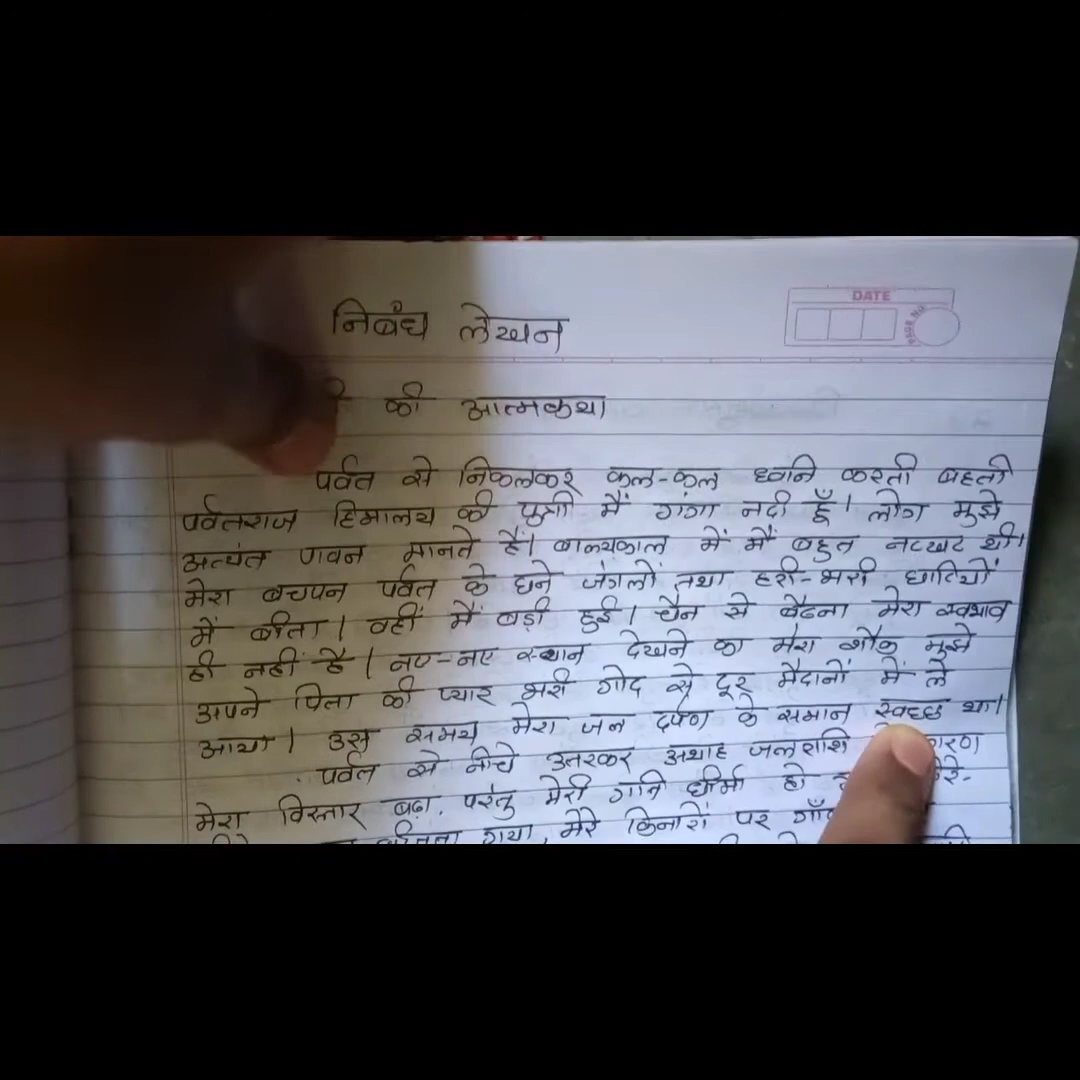 निबँध लेखन
DATE
PAGE NO
की आत्मकथा
पर्वत से निकलकर कल-कल ध्वनि करती बहती
पर्वतराज हिमालय की पुत्री मैं गंगा नदी हूँ। लोग मुझे
अत्यंत पावन मानते हैं। बाल्यकाल में मैं बहुत नटखट थी।
मेरा बचपन पर्वत के घने जंगलों तथा हरी-भरी घाटियों
में बीता। वहीं मैं बड़ी हुई। चैन से बैठना मेरा स्वभाव
ही नहीं है। नए-नए स्थान देखने का मेरा शौक मुझे
अपने पिता की प्यार भरी गोद से दूर मैदानों में ले
आया। उस समय मेरा जल दर्पण के समान स्वच्छ था।
पर्वत से नीचे उतरकर अथाह जलराशि
मेरा विस्तार बढ़ा, परंतु मेरी गति धीमी हो
गया, मेरे किनारों पर